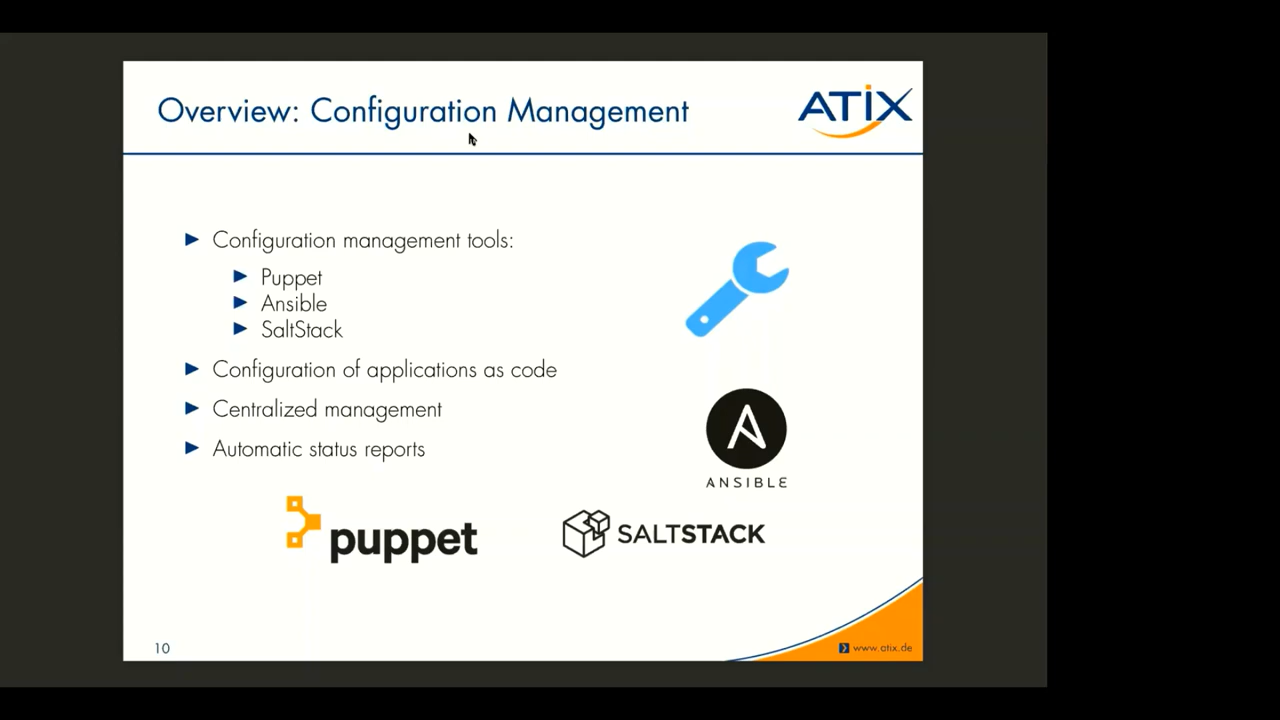 Overview: Configuration Management
ATIX
Configuration management tools:
Puppet
Ansible
SaltStack
Configuration of applications as code
Centralized management
Automatic status reports
ANSIBLE
puppet
SALTSTACK
10
www.atix.de